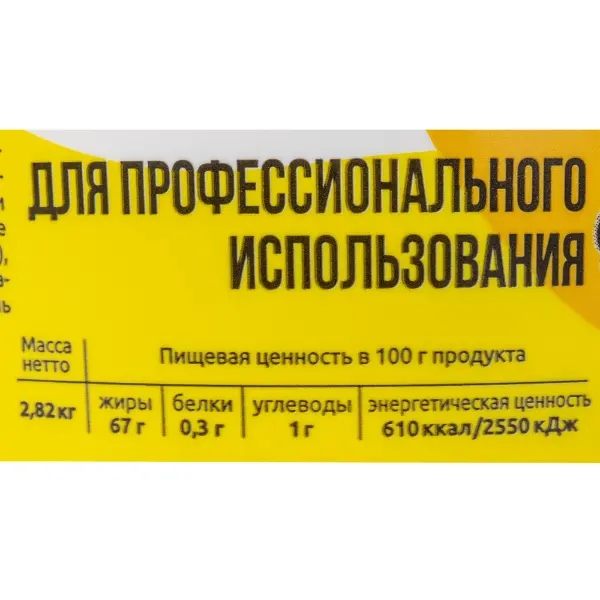 ДЛЯ ПРОФЕССИОНАЛЬНОГО
ИСПОЛЬЗОВАНИЯ
Масса
нетто
Пищевая ценность в 100 г продукта
2,82 кг
жиры
67 г
белки
0,3 г
углеводы
1 г
энергетическая ценность
610 ккал/2550 кДж